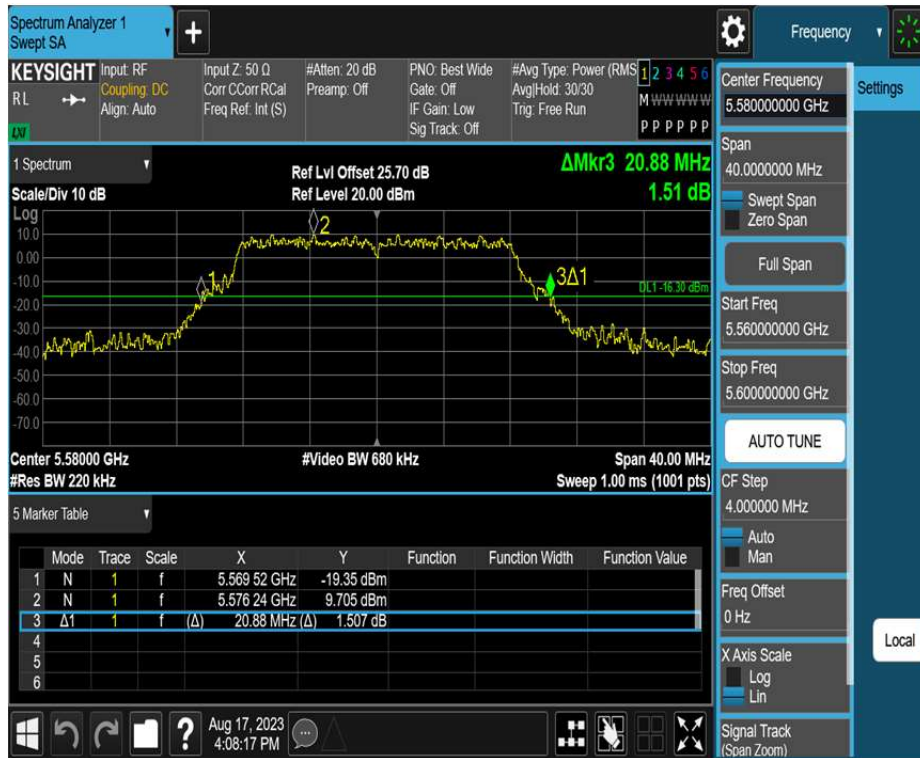 Spectrum Analyzer 1
Swept SA
Frequency
KEYSIGHT
RL
LXI
Input: RF
Coupling: DC
Align: Auto
Input Z: 50 Ω
Corr CCorr RCal
Freq Ref: Int (S)
#Atten: 20 dB
Preamp: Off
PNO: Best Wide
Gate: Off
IF Gain: Low
Sig Track: Off
#Avg Type: Power (RMS
Avg|Hold: 30/30
Trig: Free Run
1 2 3 4 5 6
M W W W W W
P P P P P P
Center Frequency
5.580000000 GHz
Settings
1 Spectrum
Scale/Div 10 dB
Ref Lvl Offset 25.70 dB
Ref Level 20.00 dBm
ΔMkr3 20.88 MHz
1.51 dB
Span
40.0000000 MHz
Swept Span
Zero Span
Full Span
Log
10.0
0.00
-10.0
-20.0
-30.0
-40.0
-50.0
-60.0
-70.0
1
2
3Δ1
DL1 -16.30 dBm
Start Freq
5.560000000 GHz
Stop Freq
5.600000000 GHz
AUTO TUNE
Center 5.58000 GHz
#Video BW 680 kHz
Span 40.00 MHz
#Res BW 220 kHz
Sweep 1.00 ms (1001 pts)
CF Step
4.000000 MHz
Auto
Man
5 Marker Table
Mode Trace Scale X Y Function Function Width Function Value
1 N 1 f 5.569 52 GHz -19.35 dBm
2 N 1 f 5.576 24 GHz 9.705 dBm
3 Δ1 1 f (Δ) 20.88 MHz (Δ) 1.507 dB
4
5
6
Freq Offset
0 Hz
Local
X Axis Scale
Log
Lin
Signal Track
(Span Zoom)
?
Aug 17, 2023
4:08:17 PM